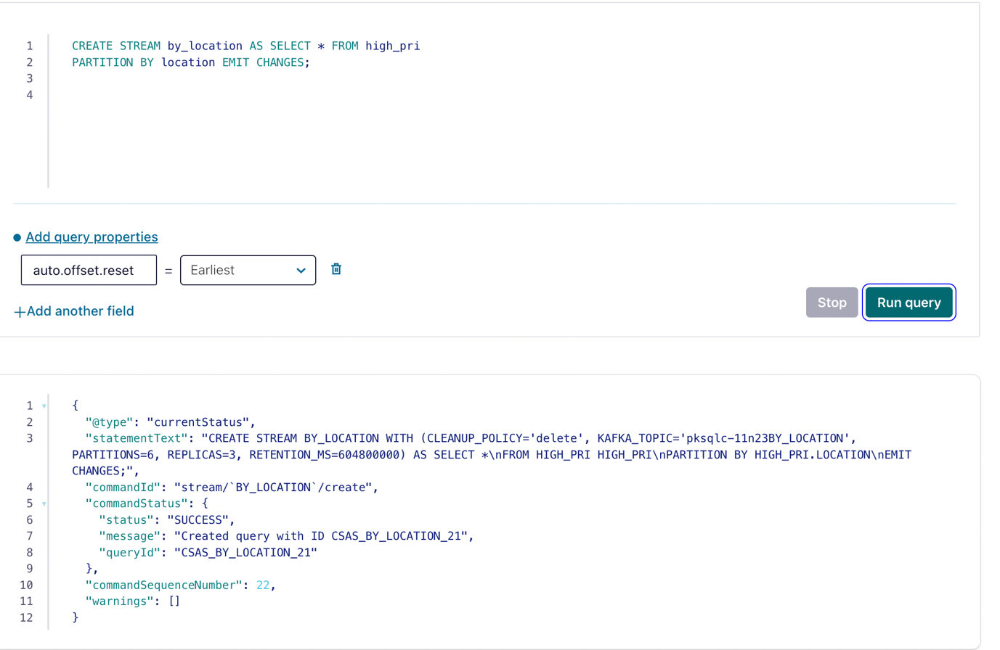 1 CREATE STREAM by_location AS SELECT * FROM high_pri
2 PARTITION BY location EMIT CHANGES;
3
4
Add query properties
auto.offset.reset = Earliest
+Add another field
Stop Run query
1 {
2 "@type": "currentStatus",
3 "statementText": "CREATE STREAM BY_LOCATION WITH (CLEANUP_POLICY='delete', KAFKA_TOPIC='pksqlc-11n23BY_LOCATION',
PARTITIONS=6, REPLICAS=3, RETENTION_MS=604800000) AS SELECT *\nFROM HIGH_PRI HIGH_PRI\nPARTITION BY HIGH_PRI.LOCATION\nEMIT
CHANGES;",
4 "commandId": "stream/`BY_LOCATION`/create",
5 "commandStatus": {
6 "status": "SUCCESS",
7 "message": "Created query with ID CSAS_BY_LOCATION_21",
8 "queryId": "CSAS_BY_LOCATION_21"
9 },
10 "commandSequenceNumber": 22,
11 "warnings": []
12 }